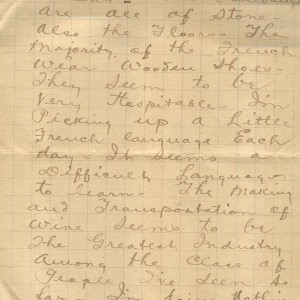 are all of Stone-
also the Floors- The
Majority of the French
Wear Wooden Shoes-
They Seem to be
Very Hospitable- I'm
Picking up a Little
French language Each
day- It Seems a
Difficult Language
to learn- The Making
and Transportation of
wine Seems to be
The Greatest Industry
Among the Class of
People I've Seen So
far- I'm